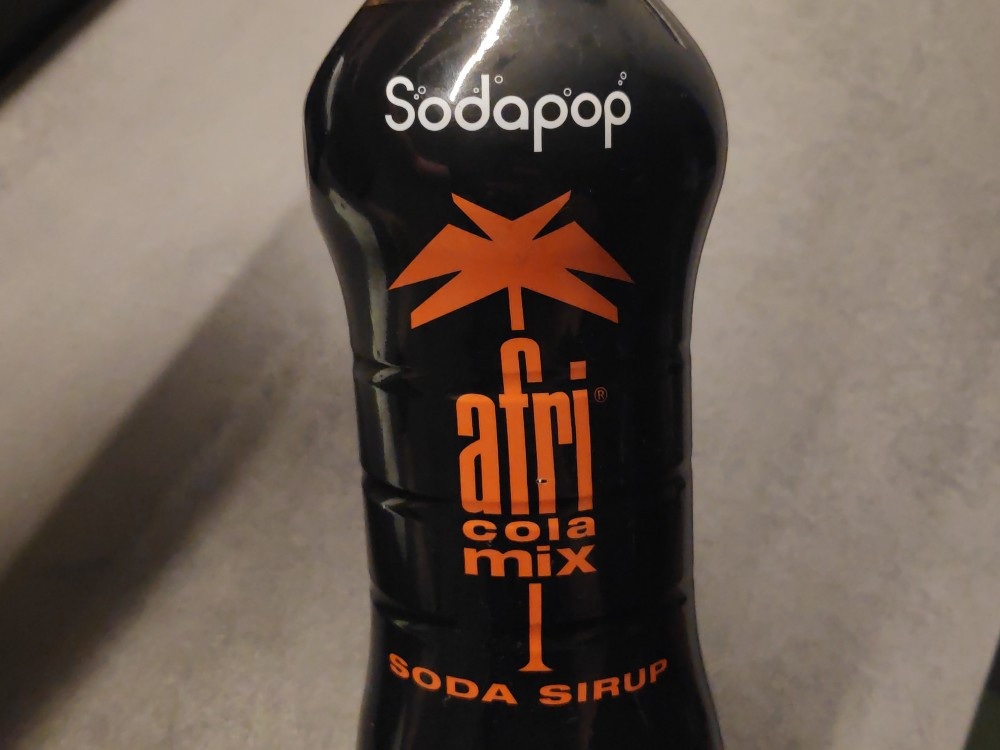 Sodapop
afri®
cola
mix
SODA SIRUP